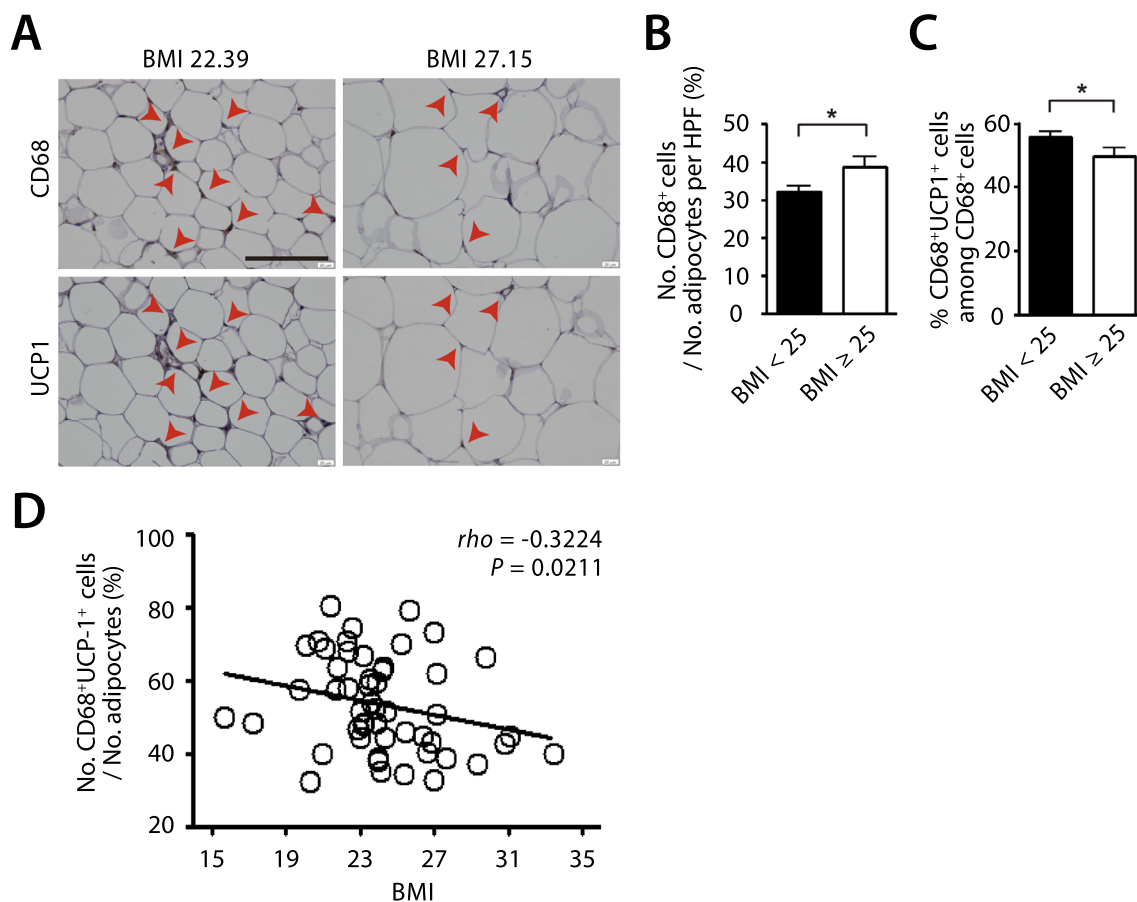 A
BMI 22.39
BMI 27.15
CD68
UCP1
B
No. CD68+ cells
/ No. adipocytes per HPF (%)
50
40
30
20
10
0
*
BMI < 25
BMI ≥ 25
C
% CD68+UCP1+ cells
among CD68+ cells
60
40
20
0
*
BMI < 25
BMI ≥ 25
D
No. CD68+UCP-1+ cells
/ No. adipocytes (%)
rho = -0.3224
P = 0.0211
100
80
60
40
20
15 19 23 27 31 35
BMI